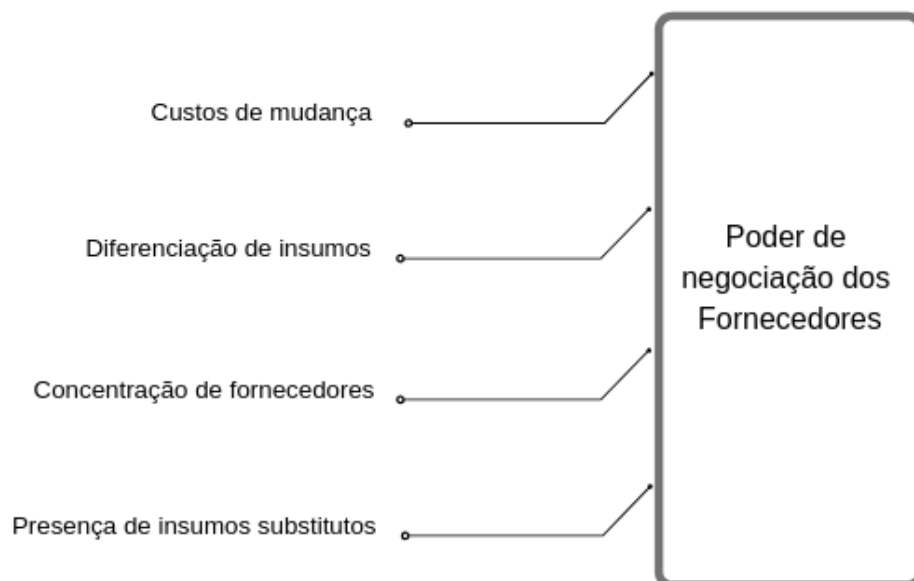 Custos de mudança
Diferenciação de insumos
Concentração de fornecedores
Presença de insumos substitutos
Poder de
negociação dos
Fornecedores